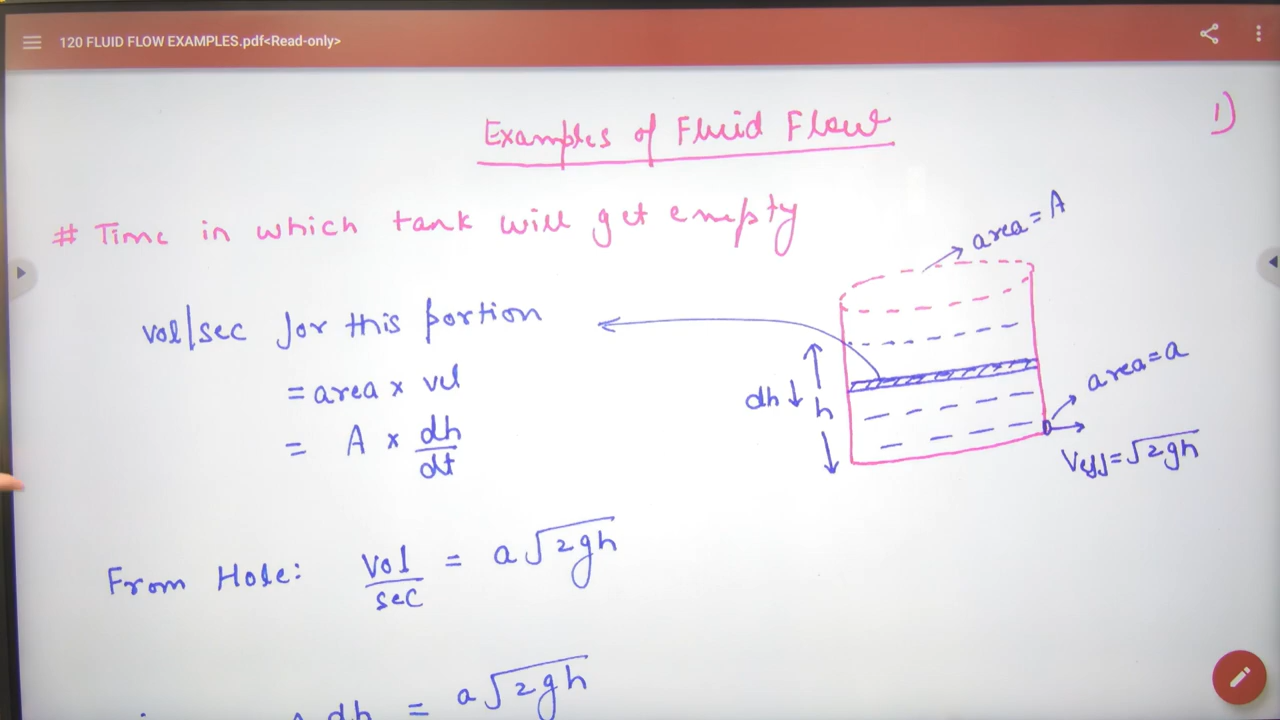 120 FLUID FLOW EXAMPLES.pdf<Read-only>
Examples of Fluid Flow
1)
# Time in which tank will get empty
area = A
vol/sec for this portion
= area × vel
= A × dh/dt
dh ↓ h
area = a
Veff = √2gh
From Hole: Vol/sec = a√2gh
A dh = a√2gh